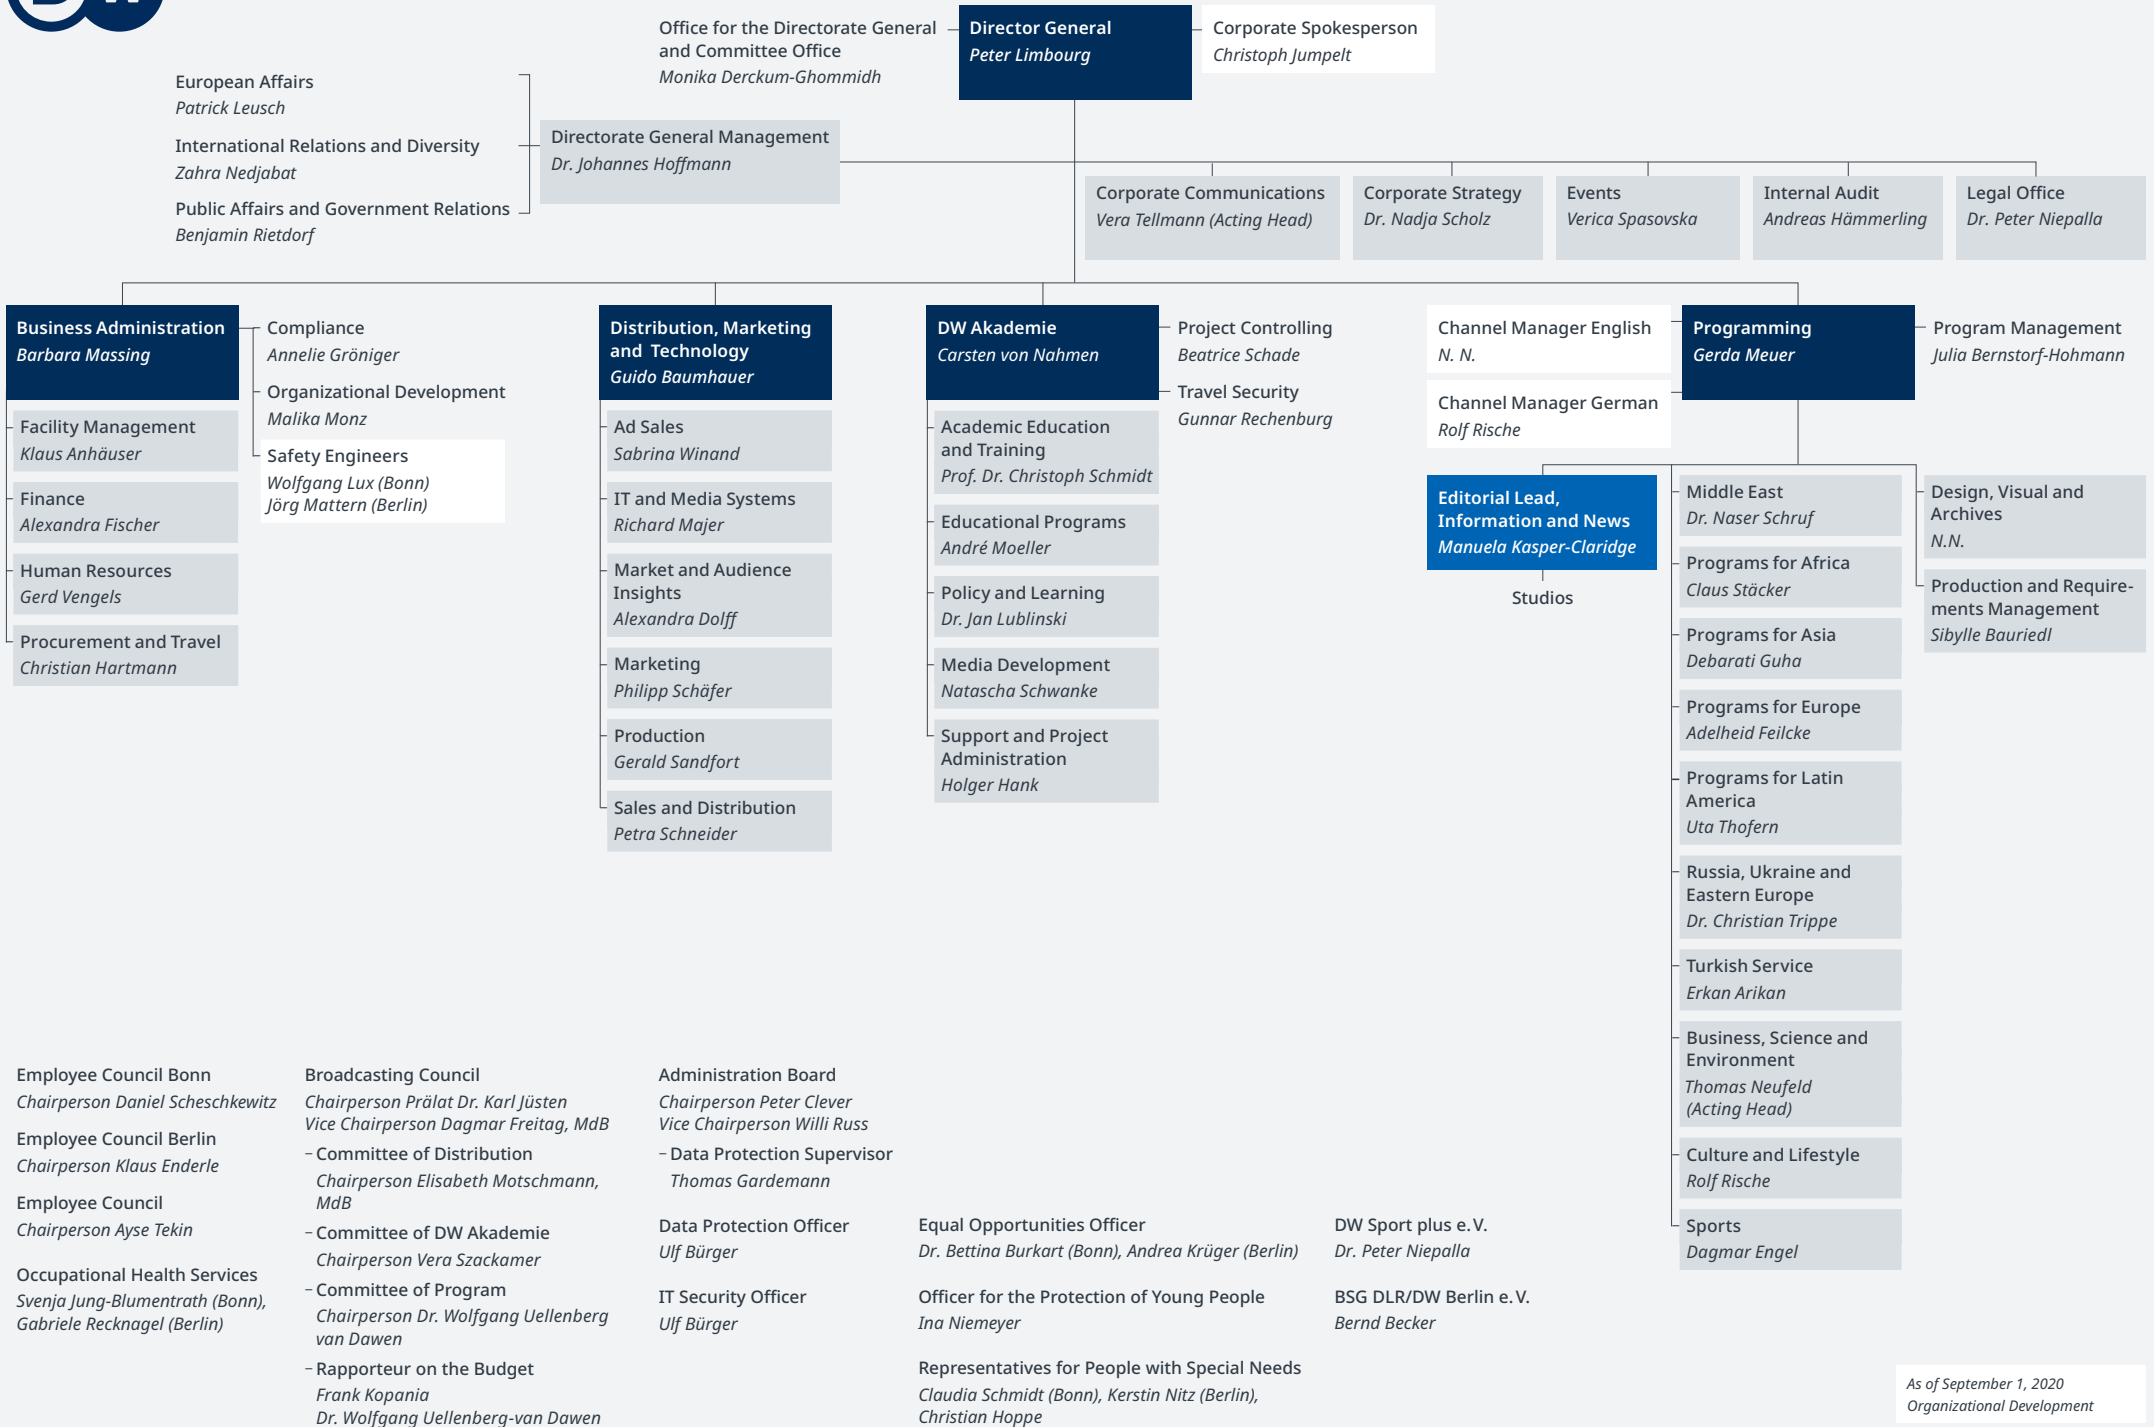 Office for the Directorate General
and Committee Office
Monika Derckum-Ghommidh
Director General
Peter Limbourg
Corporate Spokesperson
Christoph Jumpelt
European Affairs
Patrick Leusch
International Relations and Diversity
Zahra Nedjabat
Public Affairs and Government Relations
Benjamin Rietdorf
Directorate General Management
Dr. Johannes Hoffmann
Corporate Communications
Vera Tellmann (Acting Head)
Corporate Strategy
Dr. Nadja Scholz
Events
Verica Spasovska
Internal Audit
Andreas Hämmerling
Legal Office
Dr. Peter Niepalla
Business Administration
Barbara Massing
Compliance
Annelie Gröniger
Organizational Development
Malika Monz
Safety Engineers
Wolfgang Lux (Bonn)
Jörg Mattern (Berlin)
Facility Management
Klaus Anhäuser
Finance
Alexandra Fischer
Human Resources
Gerd Vengels
Procurement and Travel
Christian Hartmann
Distribution, Marketing
and Technology
Guido Baumhauer
Ad Sales
Sabrina Winand
IT and Media Systems
Richard Majer
Market and Audience
Insights
Alexandra Dolff
Marketing
Philipp Schäfer
Production
Gerald Sandfort
Sales and Distribution
Petra Schneider
DW Akademie
Carsten von Nahmen
Project Controlling
Beatrice Schade
Travel Security
Gunnar Rechenburg
Academic Education
and Training
Prof. Dr. Christoph Schmidt
Educational Programs
André Moeller
Policy and Learning
Dr. Jan Lublinski
Media Development
Natascha Schwanke
Support and Project
Administration
Holger Hank
Channel Manager English
N. N.
Channel Manager German
Rolf Rische
Programming
Gerda Meuer
Program Management
Julia Bernstorf-Hohmann
Editorial Lead,
Information and News
Manuela Kasper-Claridge
Studios
Middle East
Dr. Naser Schruf
Programs for Africa
Claus Stäcker
Programs for Asia
Debarati Guha
Programs for Europe
Adelheid Feilcke
Programs for Latin
America
Uta Thofern
Russia, Ukraine and
Eastern Europe
Dr. Christian Trippe
Turkish Service
Erkan Arikan
Business, Science and
Environment
Thomas Neufeld
(Acting Head)
Culture and Lifestyle
Rolf Rische
Sports
Dagmar Engel
Design, Visual and
Archives
N.N.
Production and Require-
ments Management
Sibylle Bauriedl
Employee Council Bonn
Chairperson Daniel Scheschkewitz
Employee Council Berlin
Chairperson Klaus Enderle
Employee Council
Chairperson Ayse Tekin
Occupational Health Services
Svenja Jung-Blumentrath (Bonn),
Gabriele Recknagel (Berlin)
Broadcasting Council
Chairperson Prälat Dr. Karl Jüsten
Vice Chairperson Dagmar Freitag, MdB
– Committee of Distribution
Chairperson Elisabeth Motschmann,
MdB
– Committee of DW Akademie
Chairperson Vera Szackamer
– Committee of Program
Chairperson Dr. Wolfgang Uellenberg
van Dawen
– Rapporteur on the Budget
Frank Kopania
Dr. Wolfgang Uellenberg-van Dawen
Administration Board
Chairperson Peter Clever
Vice Chairperson Willi Russ
– Data Protection Supervisor
Thomas Gardemann
Data Protection Officer
Ulf Bürger
IT Security Officer
Ulf Bürger
Equal Opportunities Officer
Dr. Bettina Burkart (Bonn), Andrea Krüger (Berlin)
Officer for the Protection of Young People
Ina Niemeyer
Representatives for People with Special Needs
Claudia Schmidt (Bonn), Kerstin Nitz (Berlin),
Christian Hoppe
DW Sport plus e. V.
Dr. Peter Niepalla
BSG DLR/DW Berlin e. V.
Bernd Becker
As of September 1, 2020
Organizational Development